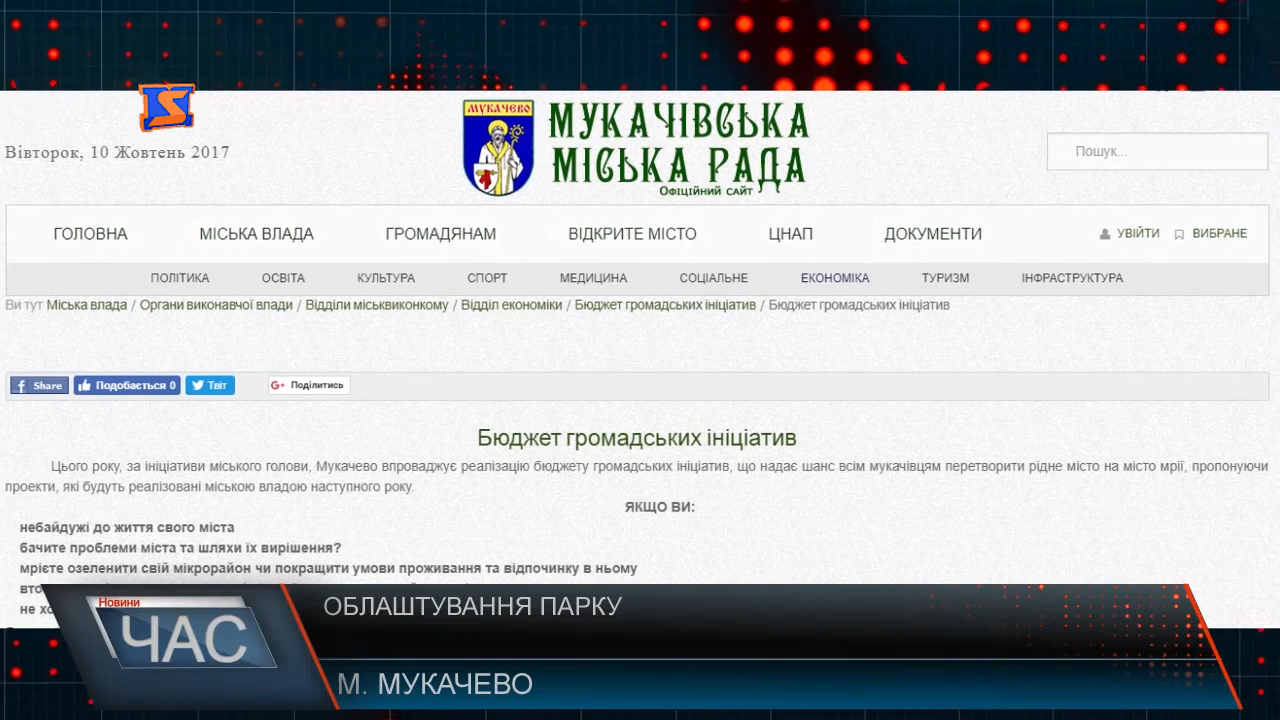 Вівторок, 10 Жовтень 2017
МУКАЧЕВО
МУКАЧІВСЬКА
МІСЬКА РАДА
Офіційний сайт
Пошук...
ГОЛОВНА МІСЬКА ВЛАДА ГРОМАДЯНАМ ВІДКРИТЕ МІСТО ЦНАП ДОКУМЕНТИ УВІЙТИ ВИБРАНЕ
ПОЛІТИКА ОСВІТА КУЛЬТУРА СПОРТ МЕДИЦИНА СОЦІАЛЬНЕ ЕКОНОМІКА ТУРИЗМ ІНФРАСТРУКТУРА
Ви тут Міська влада / Органи виконавчої влади / Відділи міськвиконкому / Відділ економіки / Бюджет громадських ініціатив / Бюджет громадських ініціатив
Share Подобається 0 Твіт G+ Поділитись
Бюджет громадських ініціатив
Цього року, за ініціативи міського голови, Мукачево впроваджує реалізацію бюджету громадських ініціатив, що надає шанс всім мукачівцям перетворити рідне місто на місто мрії, пропонуючи
проекти, які будуть реалізовані міською владою наступного року.
ЯКЩО ВИ:
небайдужі до життя свого міста
бачите проблеми міста та шляхи їх вирішення?
мрієте озеленити свій мікрорайон чи покращити умови проживання та відпочинку в ньому
не
Новини
ЧАС
ОБЛАШТУВАННЯ ПАРКУ
М. МУКАЧЕВО